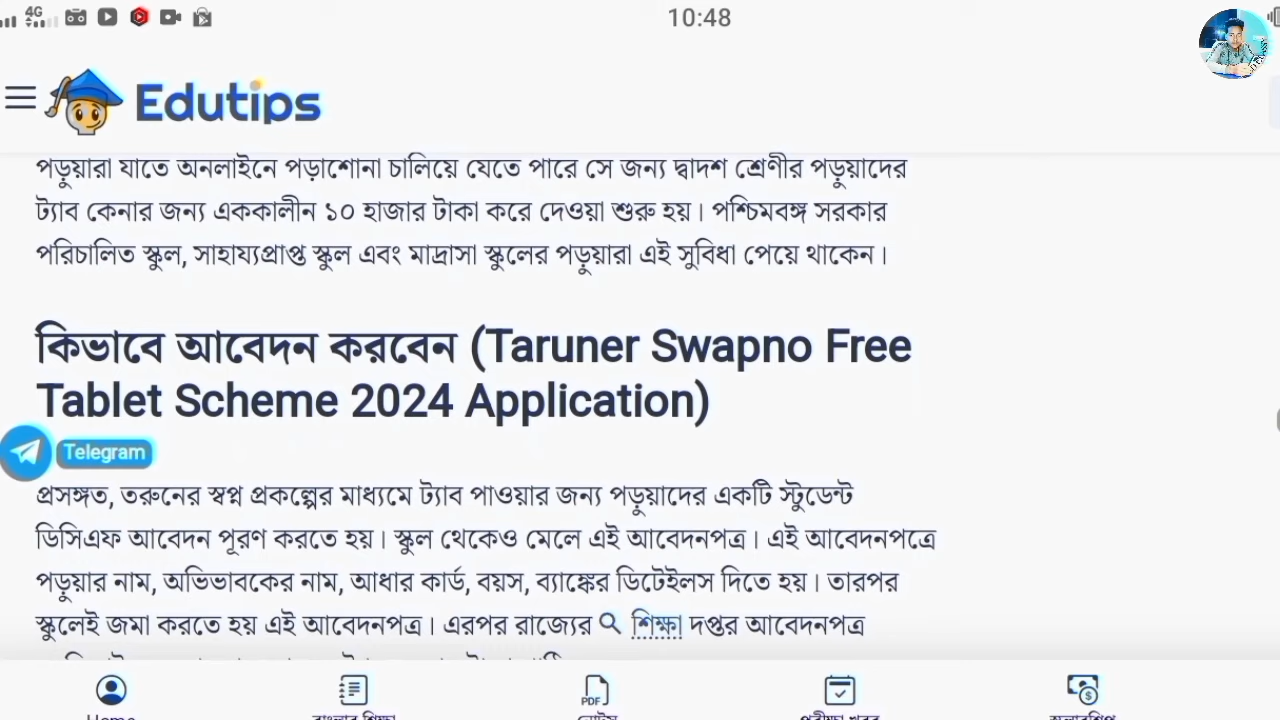 4G
10:48
Edutips
পড়ুয়ারা যাতে অনলাইনে পড়াশোনা চালিয়ে যেতে পারে সে জন্য দ্বাদশ শ্রেণীর পড়ুয়াদের
ট্যাব কেনার জন্য এককালীন ১০ হাজার টাকা করে দেওয়া শুরু হয়। পশ্চিমবঙ্গ সরকার
পরিচালিত স্কুল, সাহায্যপ্রাপ্ত স্কুল এবং মাদ্রাসা স্কুলের পড়ুয়ারা এই সুবিধা পেয়ে থাকেন।
কিভাবে আবেদন করবেন (Taruner Swapno Free
Tablet Scheme 2024 Application)
Telegram
প্রসঙ্গত, তরুনের স্বপ্ন প্রকল্পের মাধ্যমে ট্যাব পাওয়ার জন্য পড়ুয়াদের একটি স্টুডেন্ট
ডিসিএফ আবেদন পূরণ করতে হয়। স্কুল থেকেও মেলে এই আবেদনপত্র। এই আবেদনপত্রে
পড়ুয়ার নাম, অভিভাবকের নাম, আধার কার্ড, বয়স, ব্যাঙ্কের ডিটেইলস দিতে হয়। তারপর
স্কুলেই জমা করতে হয় এই আবেদনপত্র। এরপর রাজ্যের শিক্ষা দপ্তর আবেদনপত্র
PDF
Home